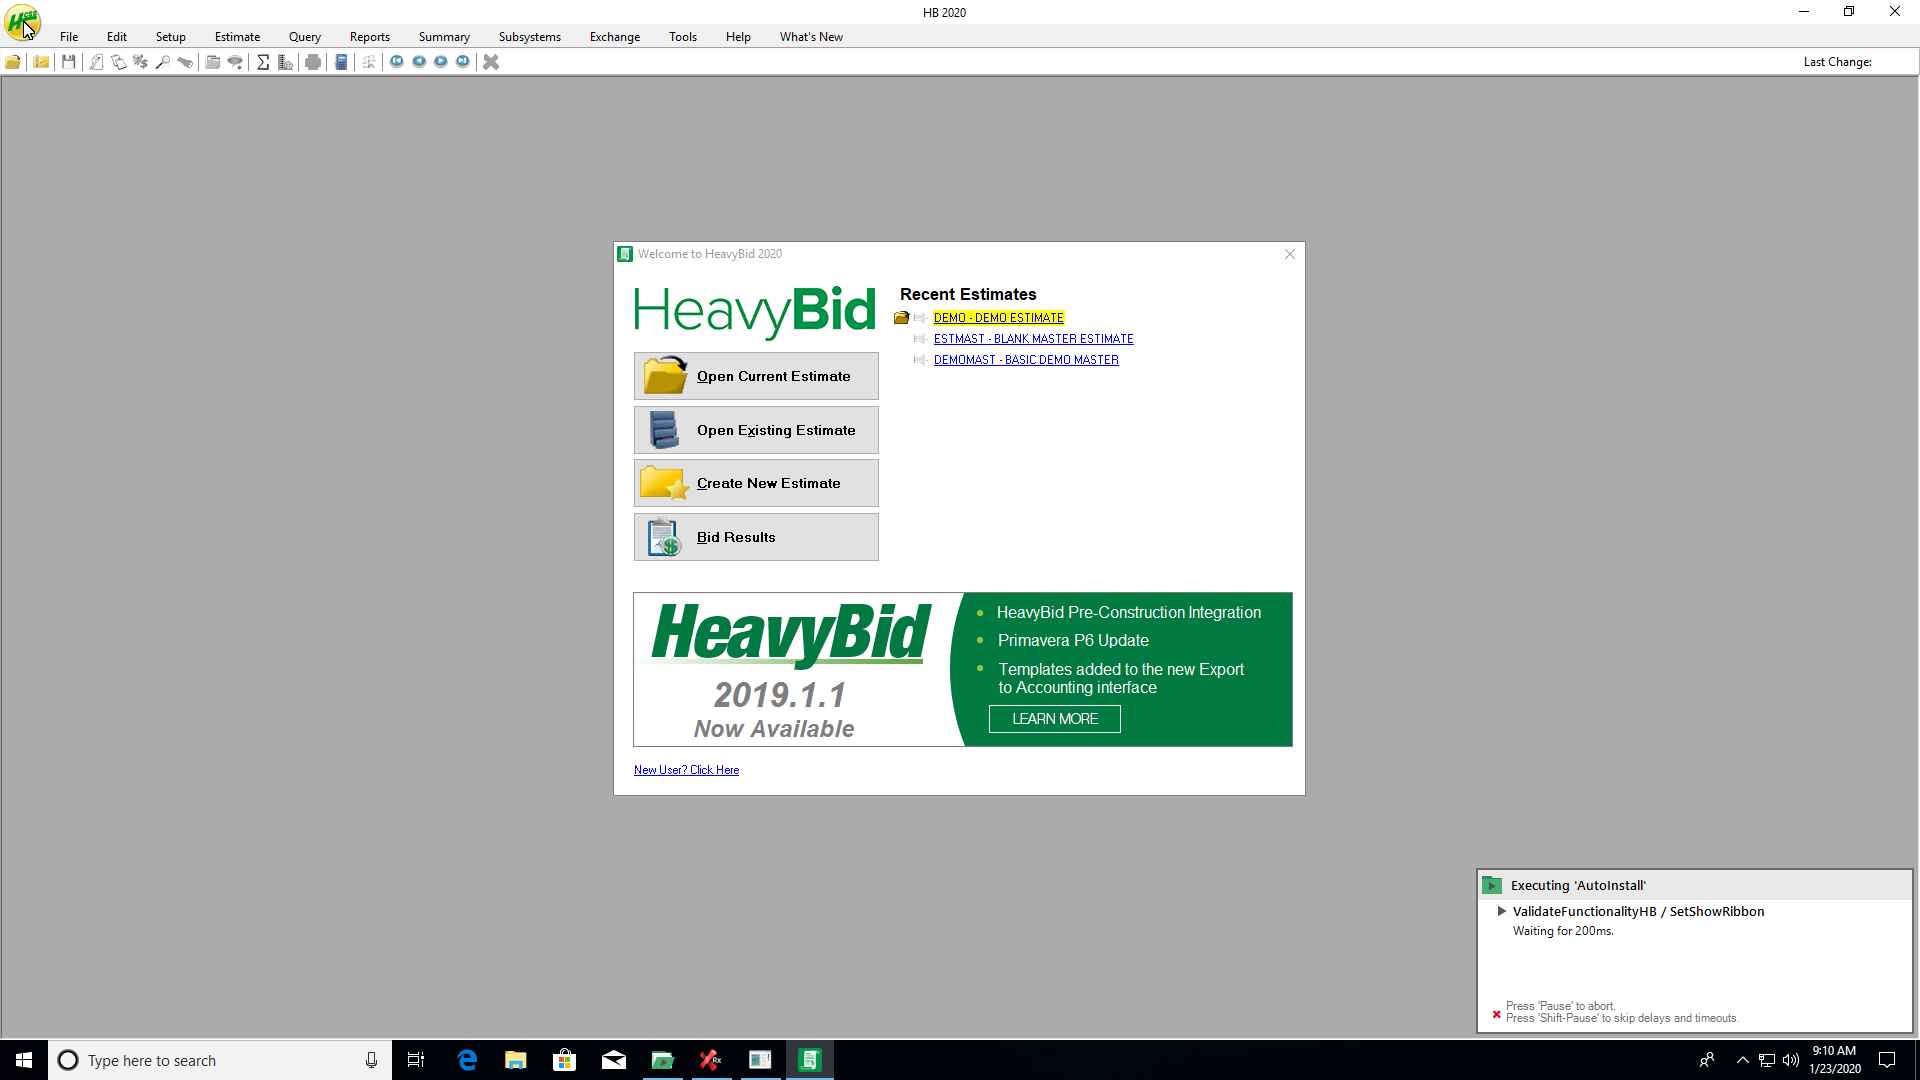 HB 2020
File Edit Setup Estimate Query Reports Summary Subsystems Exchange Tools Help What's New
Last Change:
Welcome to HeavyBid 2020
HeavyBid
Open Current Estimate
Open Existing Estimate
Create New Estimate
Bid Results
Recent Estimates
DEMO - DEMO ESTIMATE
ESTMAST - BLANK MASTER ESTIMATE
DEMOMAST - BASIC DEMO MASTER
HeavyBid
2019.1.1
Now Available
HeavyBid Pre-Construction Integration
Primavera P6 Update
Templates added to the new Export
to Accounting interface
LEARN MORE
New User? Click Here
Executing 'AutoInstall'
ValidateFunctionalityHB / SetShowRibbon
Waiting for 200ms.
Press 'Pause' to abort.
Press 'Shift-Pause' to skip delays and timeouts.
Type here to search
9:10 AM
1/23/2020